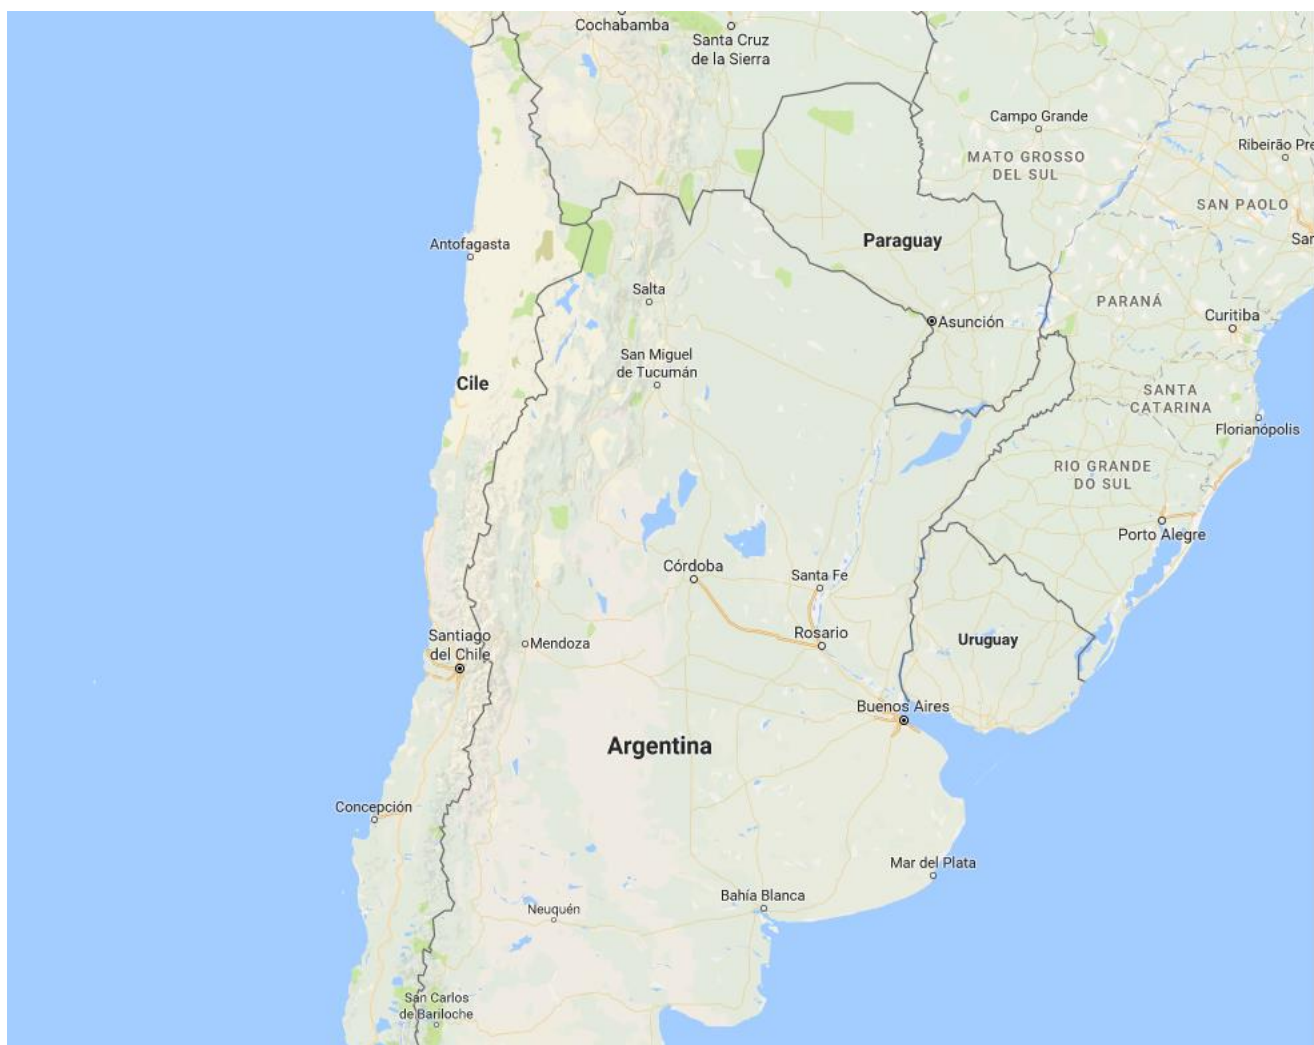 Cochabamba
Santa Cruz
de la Sierra
Campo Grande
Ribeirão Pre
MATO GROSSO
DEL SUL
SAN PAOLO
Paraguay
San
Antofagasta
Salta
PARANÁ
Curitiba
Asunción
San Miguel
de Tucumán
Cile
SANTA
CATARINA
Florianópolis
RIO GRANDE
DO SUL
Porto Alegre
Córdoba
Santa Fe
Santiago
del Chile
Mendoza
Rosario
Uruguay
Buenos Aires
Argentina
Concepción
Mar del Plata
Bahía Blanca
Neuquén
San Carlos
de Bariloche